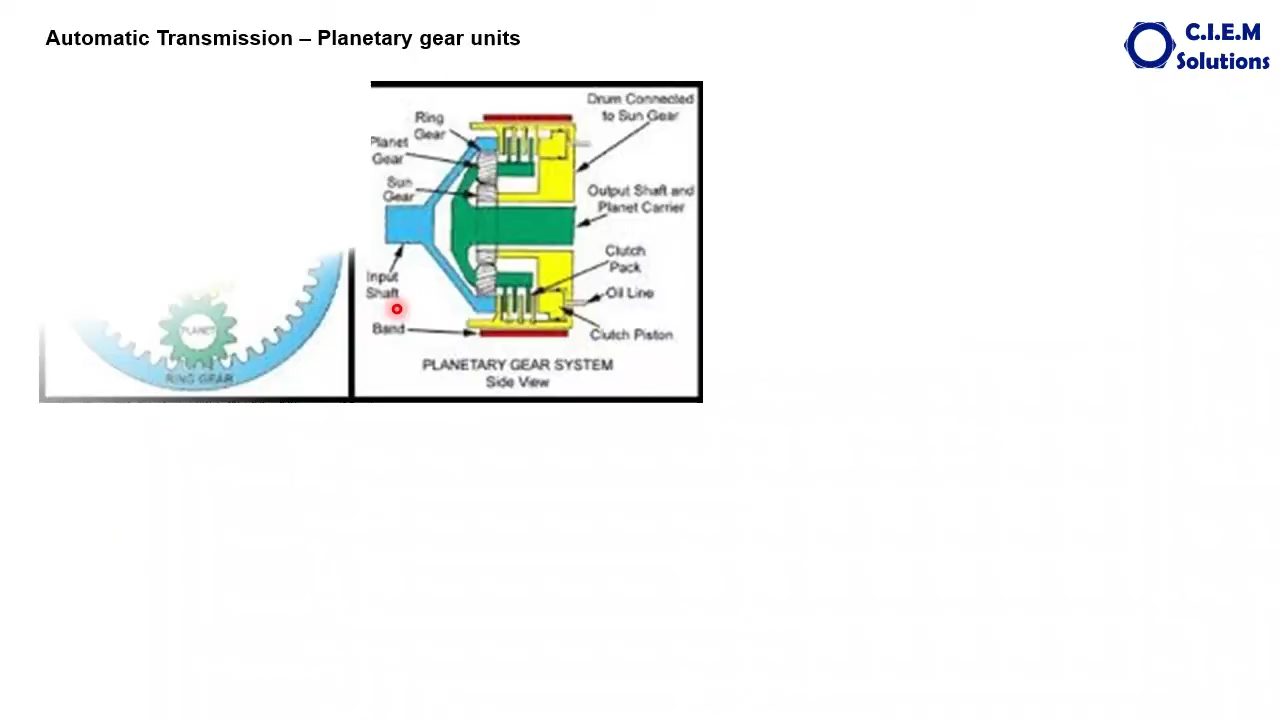 Automatic Transmission – Planetary gear units
C.I.E.M
Solutions
Drum Connected
to Sun Gear
Ring
Gear
Planet
Gear
Sun
Gear
Output Shaft and
Planet Carrier
Clutch
Pack
Input
Shaft
Oil Line
Band
Clutch Piston
PLANETARY GEAR SYSTEM
Side View
PLANET
RING GEAR